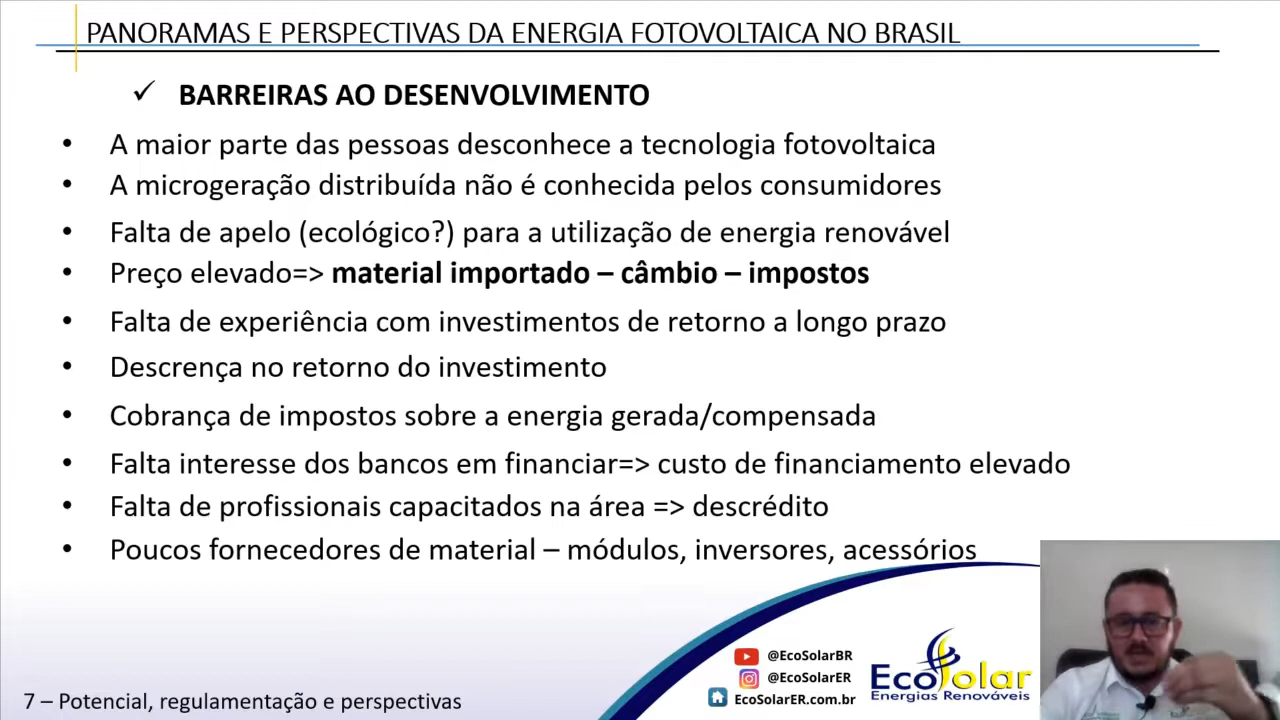 PANORAMAS E PERSPECTIVAS DA ENERGIA FOTOVOLTAICA NO BRASIL
✓ BARREIRAS AO DESENVOLVIMENTO
• A maior parte das pessoas desconhece a tecnologia fotovoltaica
• A microgeração distribuída não é conhecida pelos consumidores
• Falta de apelo (ecológico?) para a utilização de energia renovável
• Preço elevado=> material importado – câmbio – impostos
• Falta de experiência com investimentos de retorno a longo prazo
• Descrença no retorno do investimento
• Cobrança de impostos sobre a energia gerada/compensada
• Falta interesse dos bancos em financiar=> custo de financiamento elevado
• Falta de profissionais capacitados na área => descrédito
• Poucos fornecedores de material – módulos, inversores, acessórios
@EcoSolarBR
@EcoSolarER
EcoSolarER.com.br
EcoSolar
Energias Renováveis
7 – Potencial, regulamentação e perspectivas